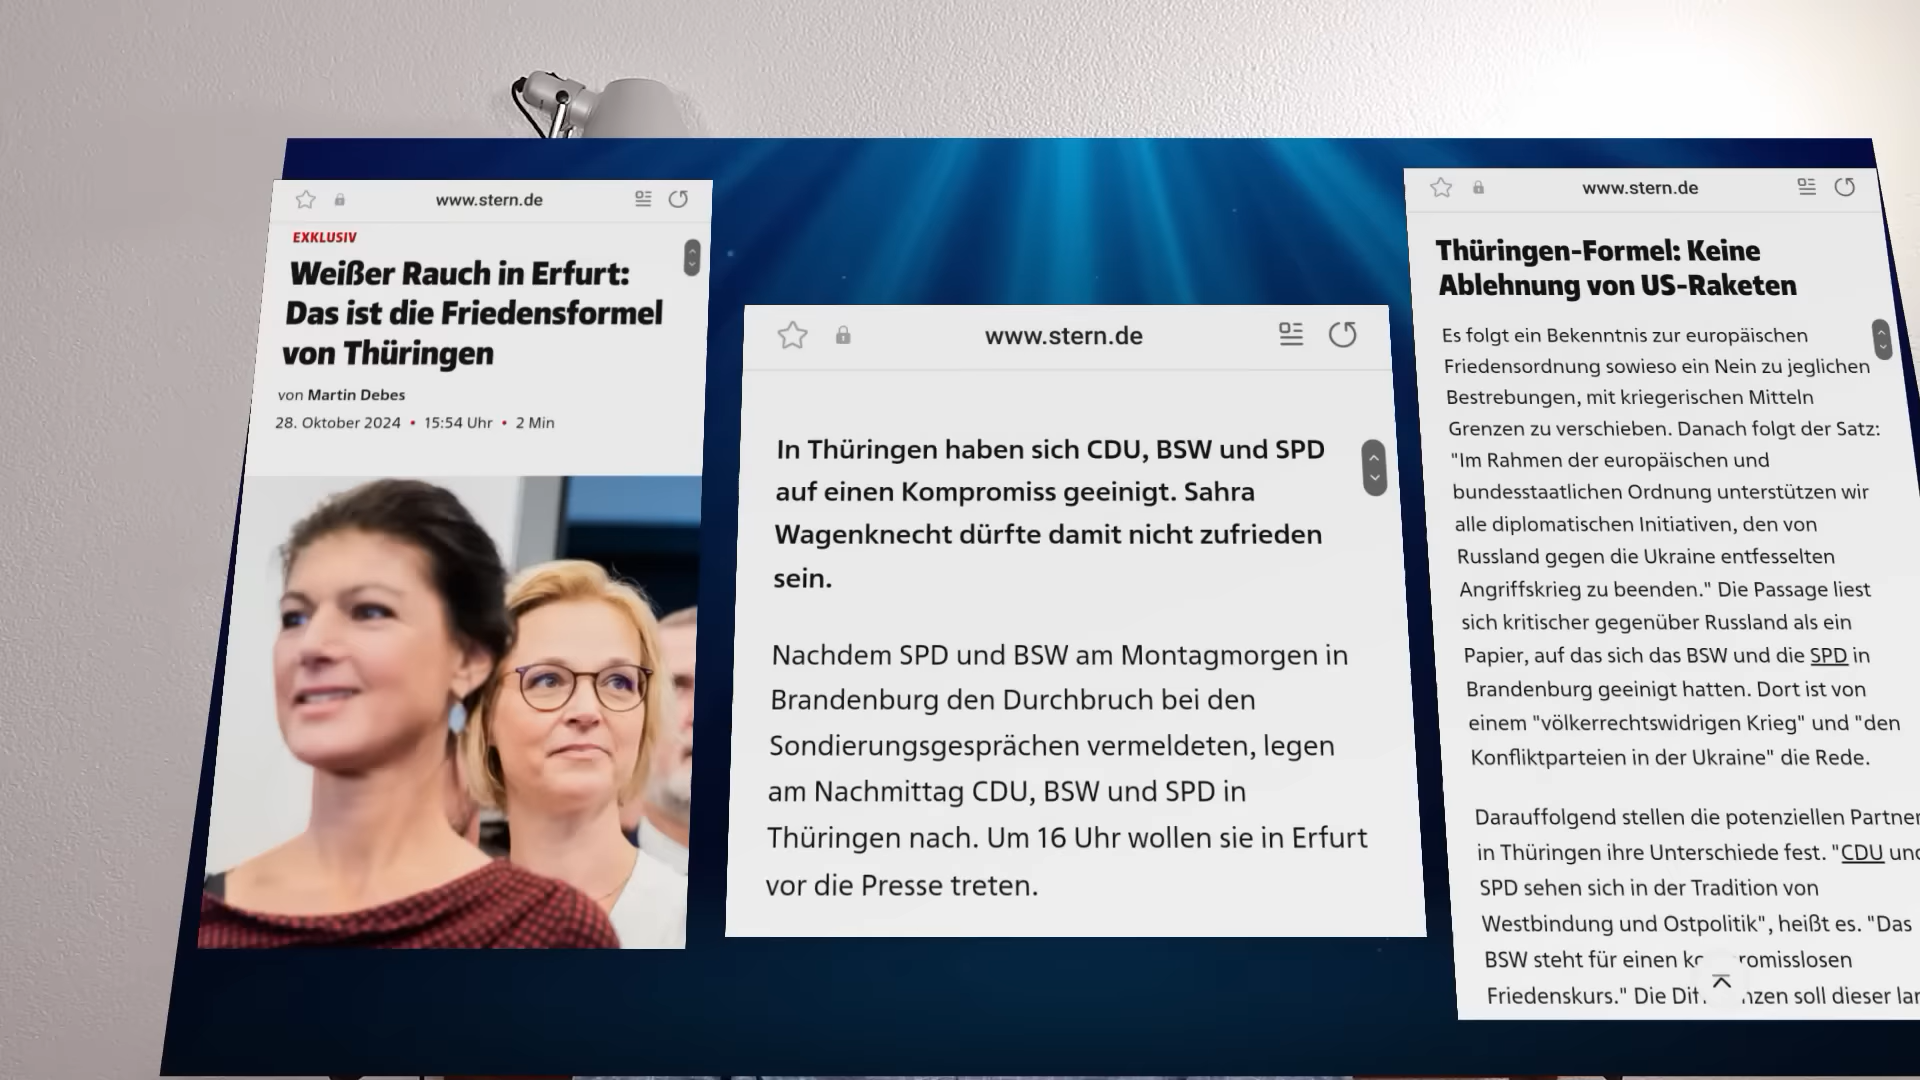 www.stern.de
EXKLUSIV
Weißer Rauch in Erfurt:
Das ist die Friedensformel
von Thüringen
von Martin Debes
28. Oktober 2024 • 15:54 Uhr • 2 Min
www.stern.de
In Thüringen haben sich CDU, BSW und SPD
auf einen Kompromiss geeinigt. Sahra
Wagenknecht dürfte damit nicht zufrieden
sein.
Nachdem SPD und BSW am Montagmorgen in
Brandenburg den Durchbruch bei den
Sondierungsgesprächen vermeldeten, legen
am Nachmittag CDU, BSW und SPD in
Thüringen nach. Um 16 Uhr wollen sie in Erfurt
vor die Presse treten.
www.stern.de
Thüringen-Formel: Keine
Ablehnung von US-Raketen
Es folgt ein Bekenntnis zur europäischen
Friedensordnung sowieso ein Nein zu jeglichen
Bestrebungen, mit kriegerischen Mitteln
Grenzen zu verschieben. Danach folgt der Satz:
"Im Rahmen der europäischen und
bundesstaatlichen Ordnung unterstützen wir
alle diplomatischen Initiativen, den von
Russland gegen die Ukraine entfesselten
Angriffskrieg zu beenden." Die Passage liest
sich kritischer gegenüber Russland als ein
Papier, auf das sich das BSW und die SPD in
Brandenburg geeinigt hatten. Dort ist von
einem "völkerrechtswidrigen Krieg" und "den
Konfliktparteien in der Ukraine" die Rede.
Darauffolgend stellen die potenziellen Partner
in Thüringen ihre Unterschiede fest. "CDU und
SPD sehen sich in der Tradition von
Westbindung und Ostpolitik", heißt es. "Das
BSW steht für einen
Friedenskurs." Die soll dieser